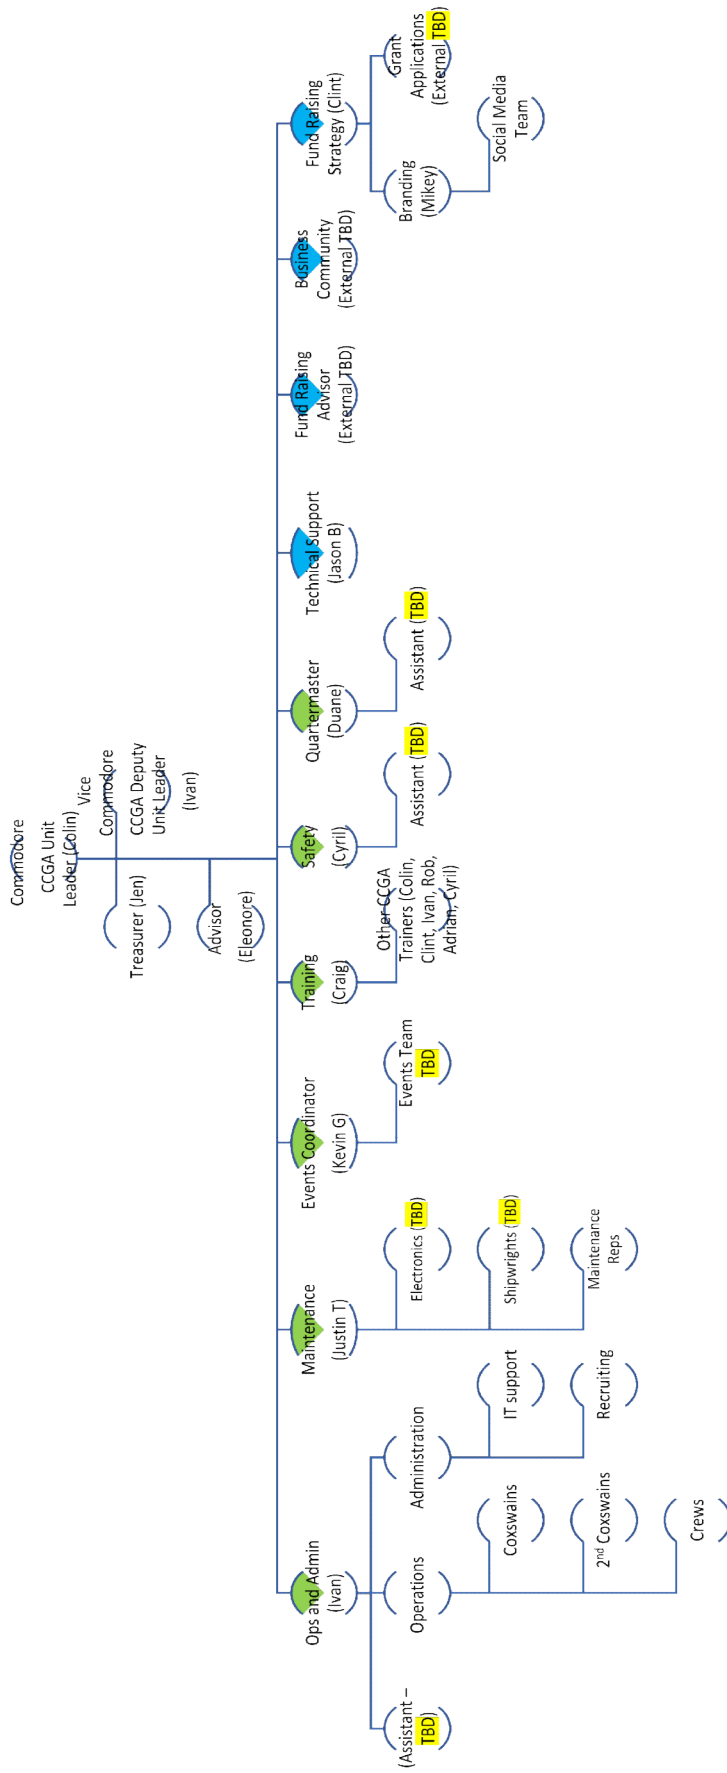 Commodore
CCGA Unit
Leader (Colin)
Vice
Commodore
CCGA Deputy
Unit Leader
(Ivan)
Treasurer (Jen)
Advisor
(Eleonore)
Ops and Admin
(Ivan)
(Assistant –
TBD)
Operations
Coxswains
2nd Coxswains
Crews
Administration
IT support
Recruiting
Maintenance
(Justin T)
Electronics (TBD)
Shipwrights (TBD)
Maintenance
Reps
Events Coordinator
(Kevin G)
Events Team
TBD
Training
(Craig)
Other CCGA
Trainers (Colin,
Clint, Ivan, Rob,
Adrian, Cyril)
Safety
(Cyril)
Assistant (TBD)
Quartermaster
(Duane)
Assistant (TBD)
Technical Support
(Jason B)
Fund Raising
Advisor
(External TBD)
Business
Community
(External TBD)
Fund Raising
Strategy (Clint)
Branding
(Mikey)
Social Media
Team
Grant
Applications
(External TBD)